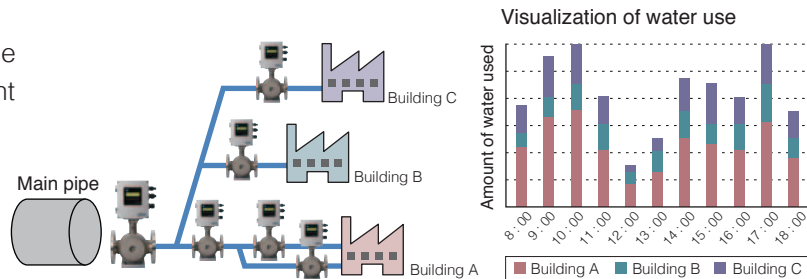 e
nt
Main pipe
Building C
Building B
Building A
Visualization of water use
Amount of water used
8:00
9:00
10:00
11:00
12:00
13:00
14:00
15:00
16:00
17:00
18:00
Building A
Building B
Building C